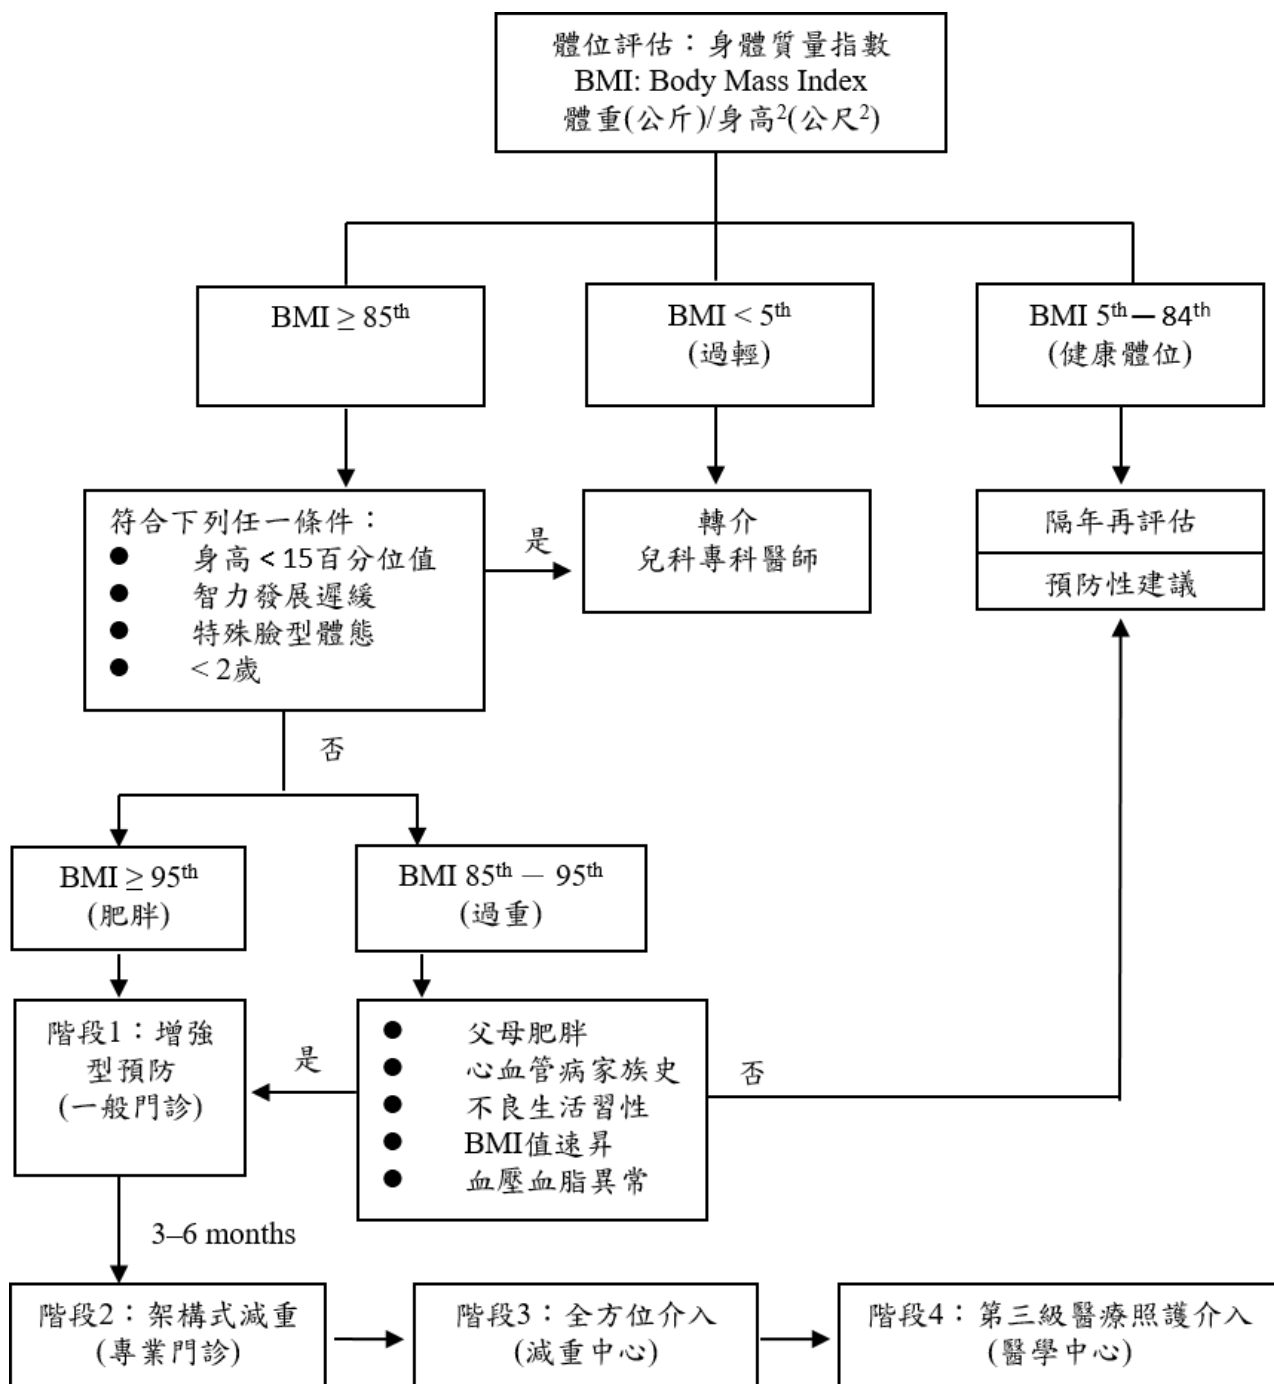 體位評估：身體質量指數
BMI: Body Mass Index
體重(公斤)/身高²(公尺²)
BMI ≥ 85th
BMI < 5th
(過輕)
BMI 5th — 84th
(健康體位)
符合下列任一條件：
● 身高 < 15百分位值
● 智力發展遲緩
● 特殊臉型體態
● < 2歲
是
轉介
兒科專科醫師
隔年再評估
預防性建議
否
BMI ≥ 95th
(肥胖)
BMI 85th — 95th
(過重)
階段1：增強
型預防
(一般門診)
是
● 父母肥胖
● 心血管病家族史
● 不良生活習性
● BMI值速昇
● 血壓血脂異常
否
3–6 months
階段2：架構式減重
(專業門診)
階段3：全方位介入
(減重中心)
階段4：第三級醫療照護介入
(醫學中心)